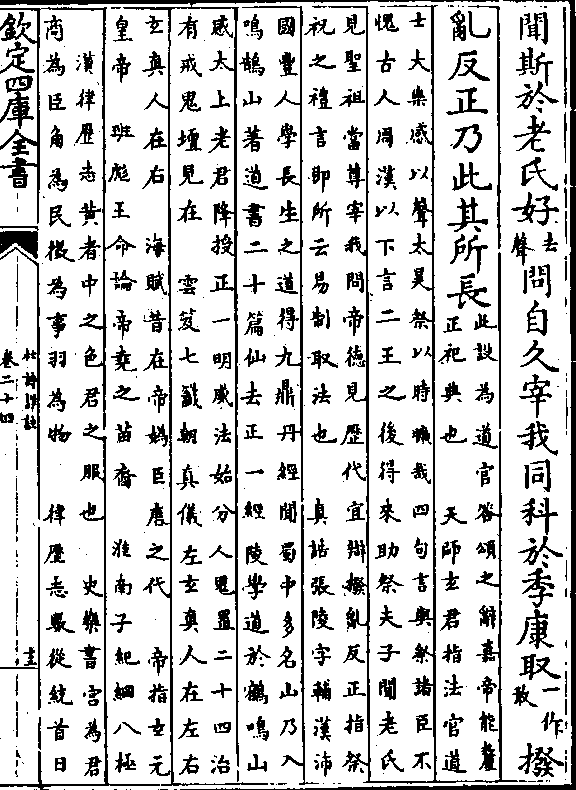 聞斯於老氏好去聲問自久宰我同科於季康取一作敢撥
亂反正乃此其所長此設為道官答頌之辭嘉帝能釐正祀典也 天師玄君指法官道
士大樂感以聲太昊祭以時曠哉四句言與祭諸臣不
愧古人周漢以下言二王之後得來助祭夫子聞老氏
見聖祖當尊宰我問帝德見歴代宜辯撥亂反正指祭
祝之禮言即所云易制取法也 真誥張陵字輔漢沛
國豐人學長生之道得九鼎丹經聞蜀中多名山乃入
鳴鵠山著道書二十篇仙去正一經陵學道於鶴鳴山
感太上老君降授正一明威法始分人鬼置二十四治
有戒鬼壇見在 雲笈七籤朝真儀左玄真人在左右
玄真人在右 海賦昔在帝媯臣唐之代 帝指玄元
皇帝 班彪王命論帝堯之苗裔 淮南子紀綱八極
漢律歴志黄者中之色君之服也 史樂書宫為君
商為臣角為民徴為事羽為物 律歴志數從統首日
欽定四庫全書
杜詩詳註
卷二十四